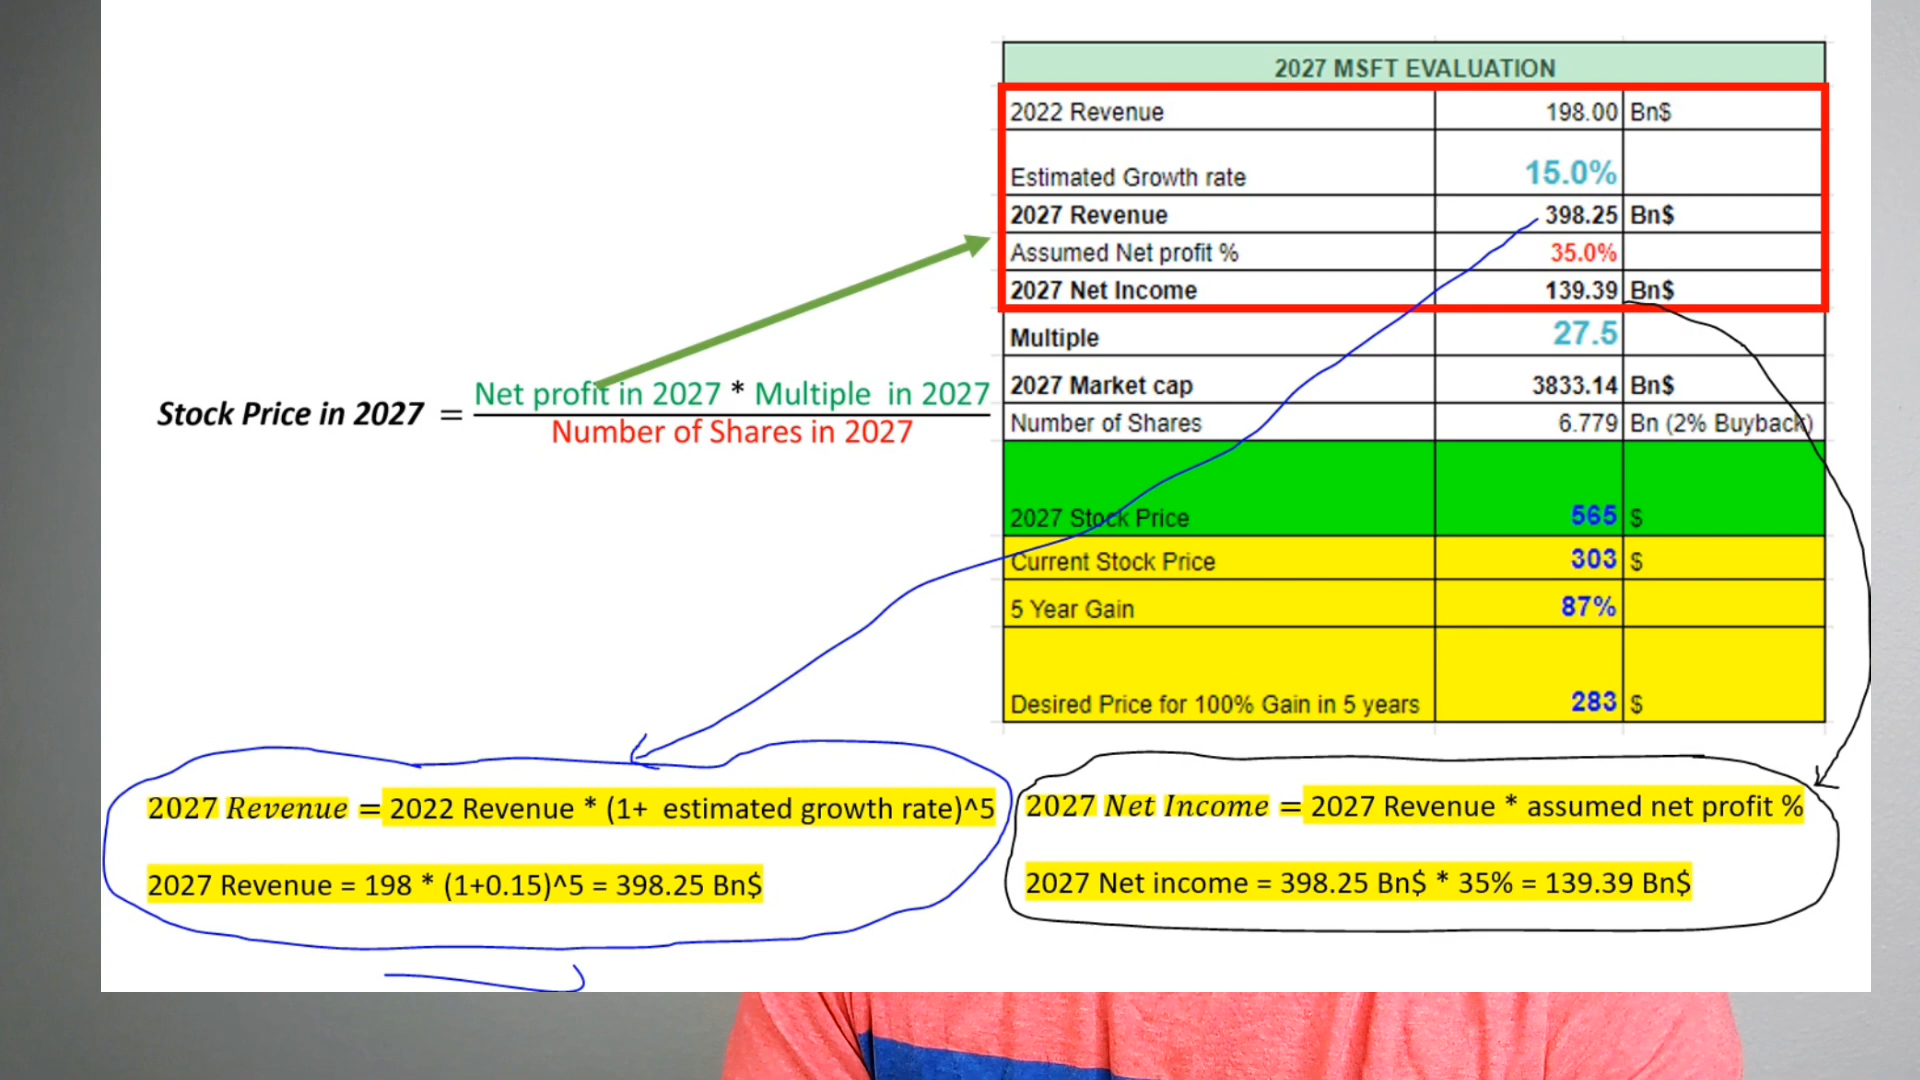 2027 MSFT EVALUATION
2022 Revenue 198.00 Bn$
Estimated Growth rate 15.0%
2027 Revenue 398.25 Bn$
Assumed Net profit % 35.0%
2027 Net Income 139.39 Bn$
Multiple 27.5
2027 Market cap 3833.14 Bn$
Number of Shares 6.779 Bn (2% Buyback)
2027 Stock Price 565 $
Current Stock Price 303 $
5 Year Gain 87%
Desired Price for 100% Gain in 5 years 283 $
Net profit in 2027 * Multiple in 2027
Stock Price in 2027 =
Number of Shares in 2027
2027 Revenue = 2022 Revenue * (1+ estimated growth rate)^5
2027 Revenue = 198 * (1+0.15)^5 = 398.25 Bn$
2027 Net Income = 2027 Revenue * assumed net profit %
2027 Net income = 398.25 Bn$ * 35% = 139.39 Bn$